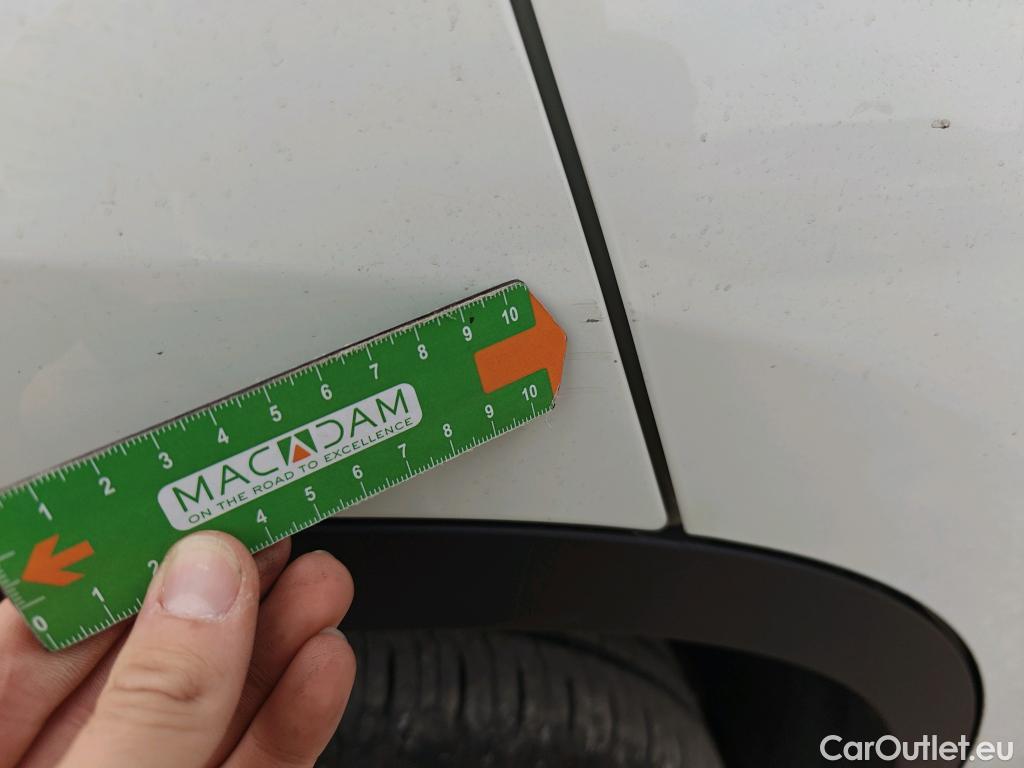 1 2 3 4 5 6 7 8 9 10
MACADAM
ON THE ROAD TO EXCELLENCE
0 1 2 4 5 6 7 8 9 10
CarOutlet.eu